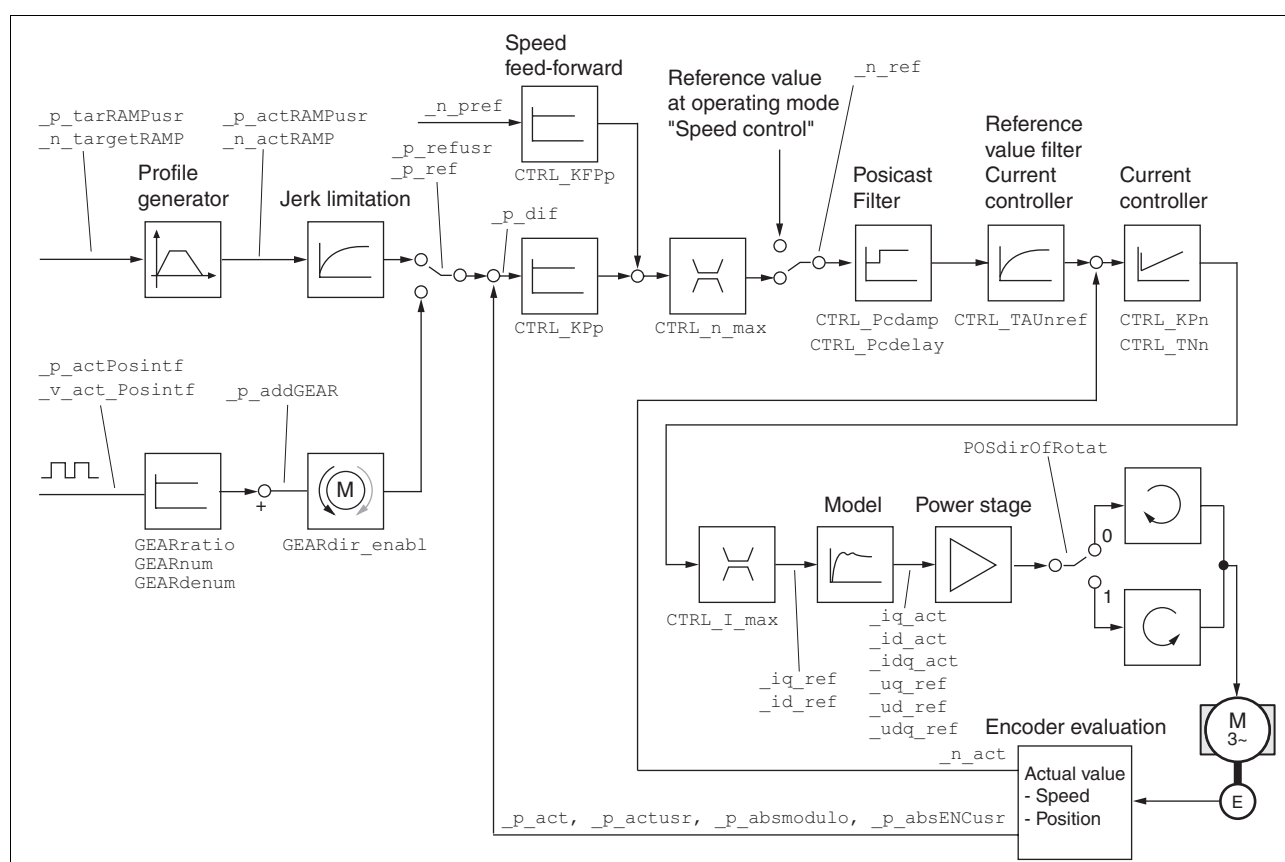 Speed
feed-forward
_n_pref
CTRL_KFPp
Reference value
at operating mode
"Speed control"
_n_ref
_p_tarRAMPusr
_n_targetRAMP
_p_actRAMPusr
_n_actRAMP
_p_refusr
_p_ref
Profile
generator
Jerk limitation
_p_dif
CTRL_KPp
CTRL_n_max
Posicast
Filter
CTRL_Pcdamp
CTRL_Pcdelay
Reference
value filter
Current
controller
CTRL_TAUnref
Current
controller
CTRL_KPn
CTRL_TNn
_p_actPosintf
_v_act_Posintf
_p_addGEAR
+
M
GEARratio
GEARnum
GEARdenum
GEARdir_enabl
POSdirOfRotat
Model
Power stage
0
1
CTRL_I_max
_iq_ref
_id_ref
_iq_act
_id_act
_idq_act
_uq_ref
_ud_ref
_udq_ref
M
3~
E
Encoder evaluation
_n_act
Actual value
- Speed
- Position
_p_act, _p_actusr, _p_absmodulo, _p_absENCusr